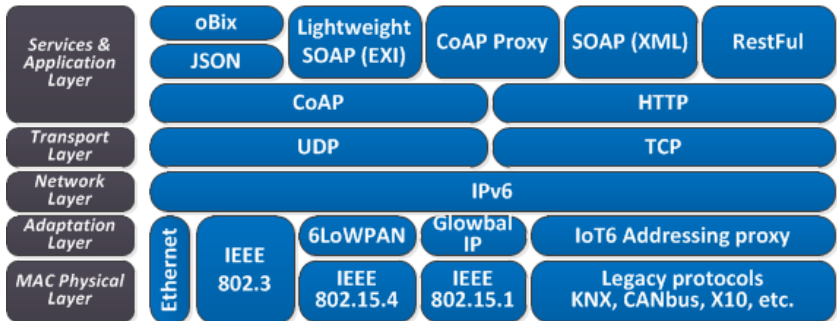 Services &
Application
Layer
oBix
JSON
Lightweight
SOAP (EXI)
CoAP Proxy
SOAP (XML)
RestFul
CoAP
HTTP
Transport
Layer
UDP
TCP
Network
Layer
IPv6
Adaptation
Layer
Ethernet
IEEE
802.3
6LoWPAN
Glowbal
IP
IoT6 Addressing proxy
MAC Physical
Layer
IEEE
802.15.4
IEEE
802.15.1
Legacy protocols
KNX, CANbus, X10, etc.